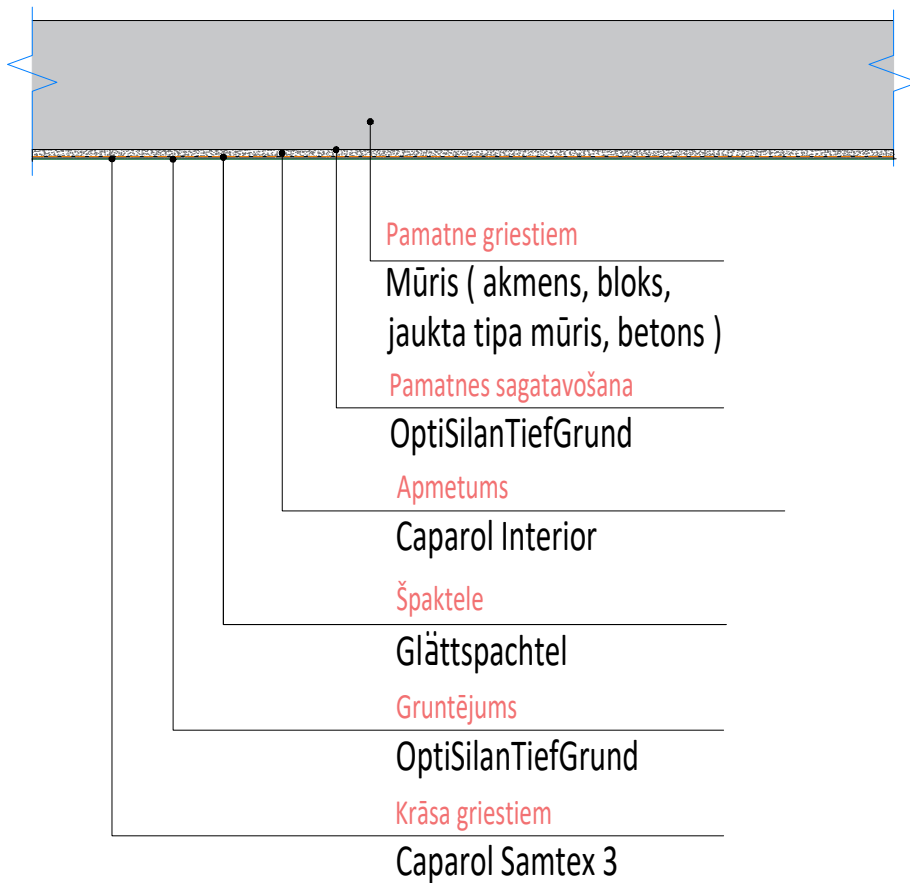 Pamatne griestiem
Mūris ( akmens, bloks,
jaukta tipa mūris, betons )
Pamatnes sagatavošana
OptiSilanTiefGrund
Apmetums
Caparol Interior
Špaktele
Glättspachtel
Gruntējums
OptiSilanTiefGrund
Krāsa griestiem
Caparol Samtex 3